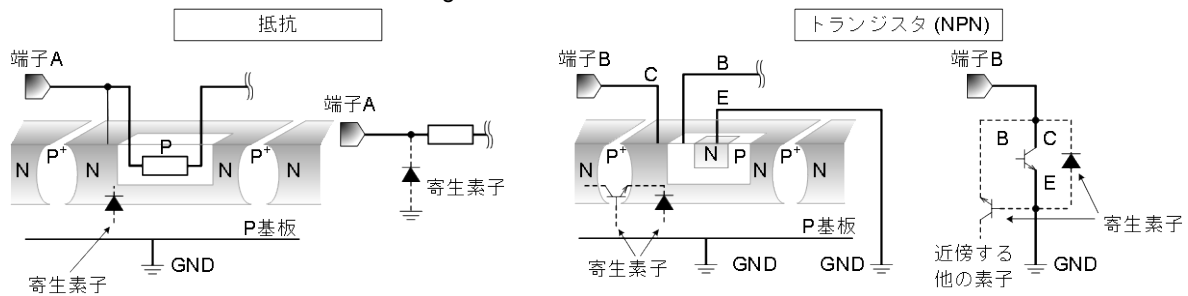 抵抗
端子A
N P+ N P P+ N
P基板
寄生素子
GND
端子A
寄生素子
トランジスタ (NPN)
端子B
C
B
E
N P+ N N P P+ N
P基板
寄生素子
GND
GND
端子B
B C
E
寄生素子
近傍する
他の素子
GND